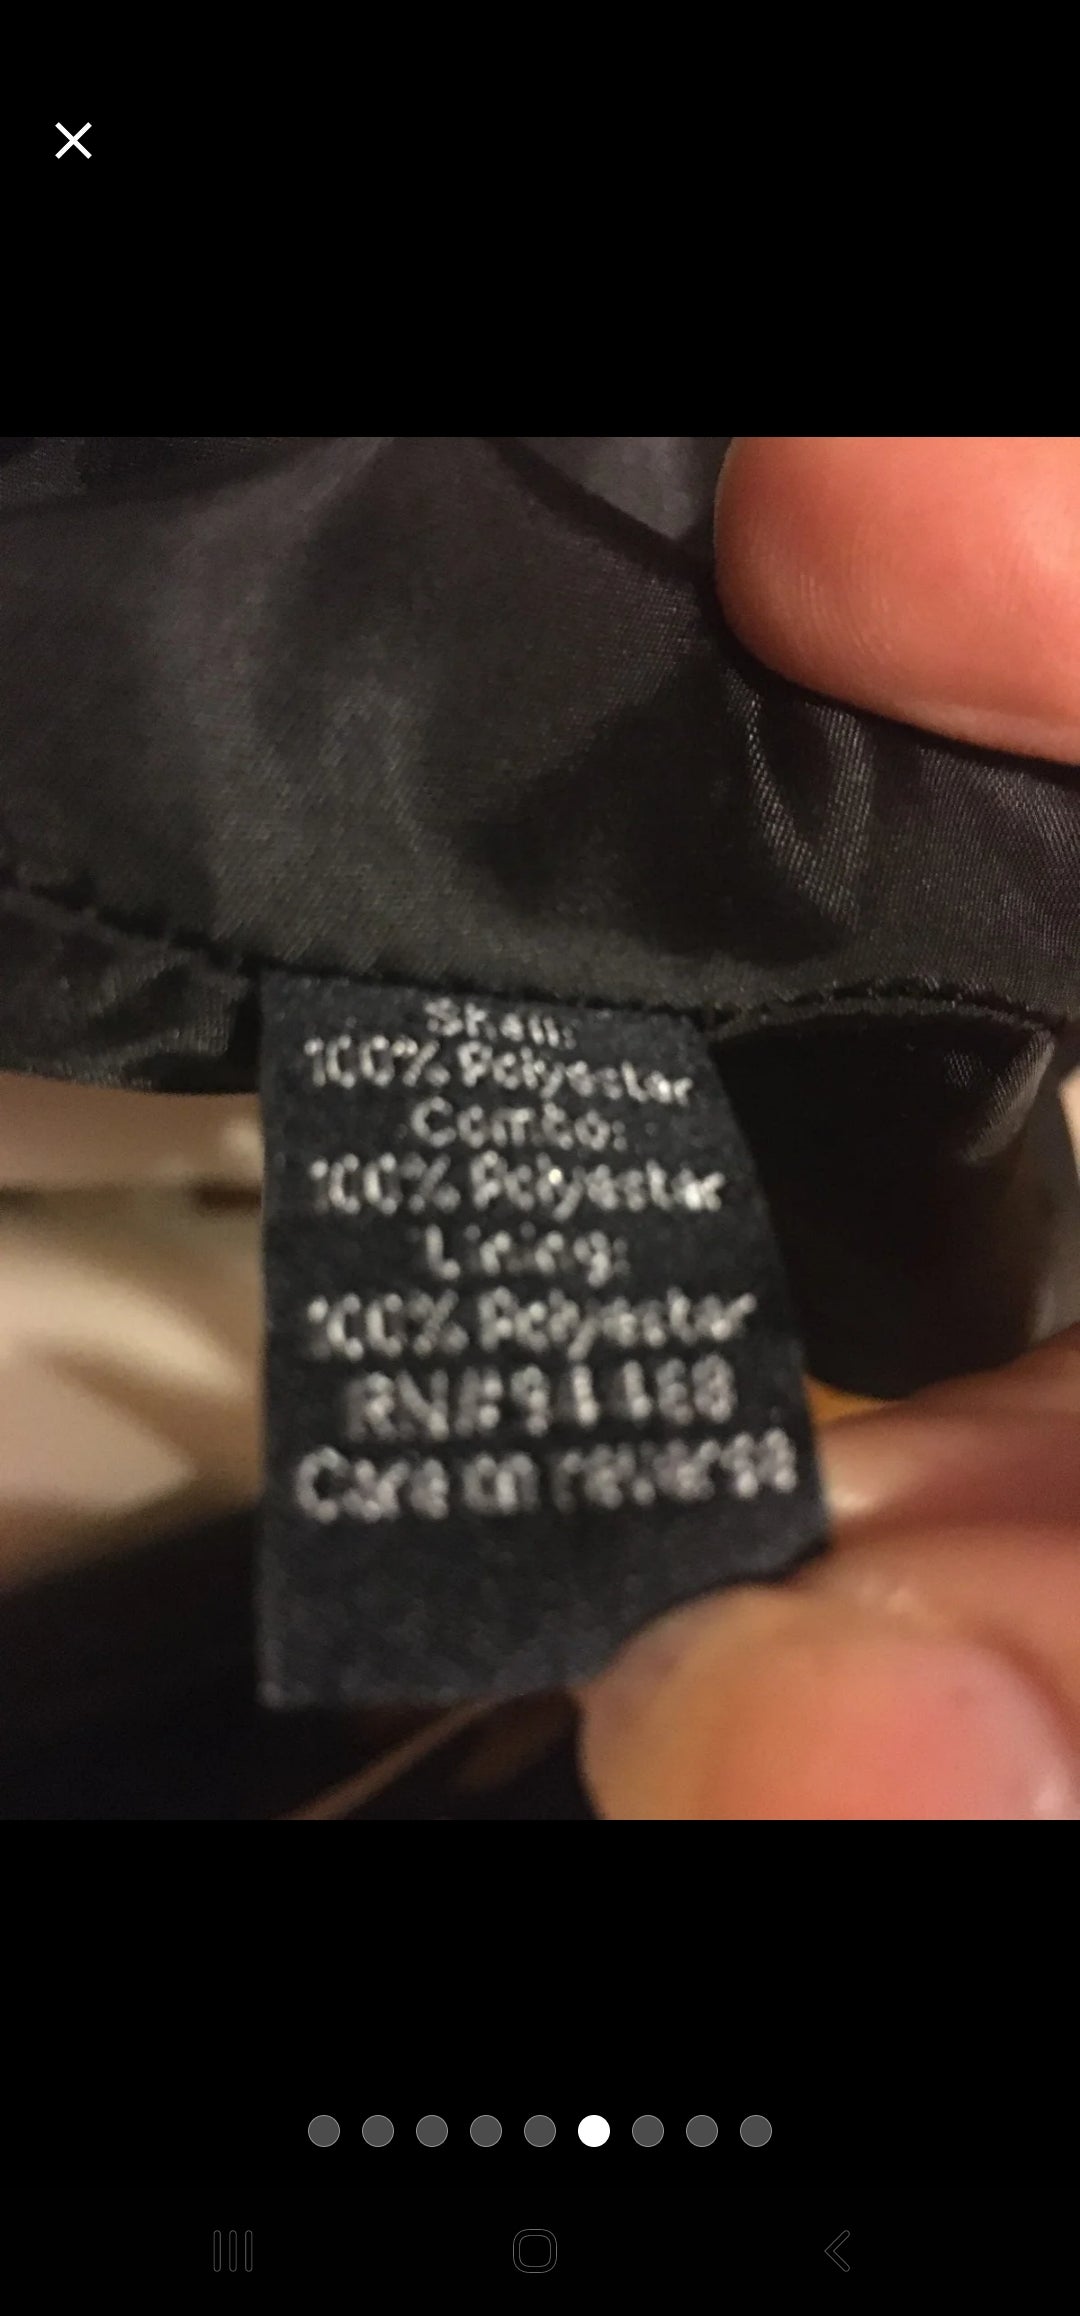 Shell:
100% Polyester
Combo:
100% Polyester
Lining:
100% Polyester
Care on reverse